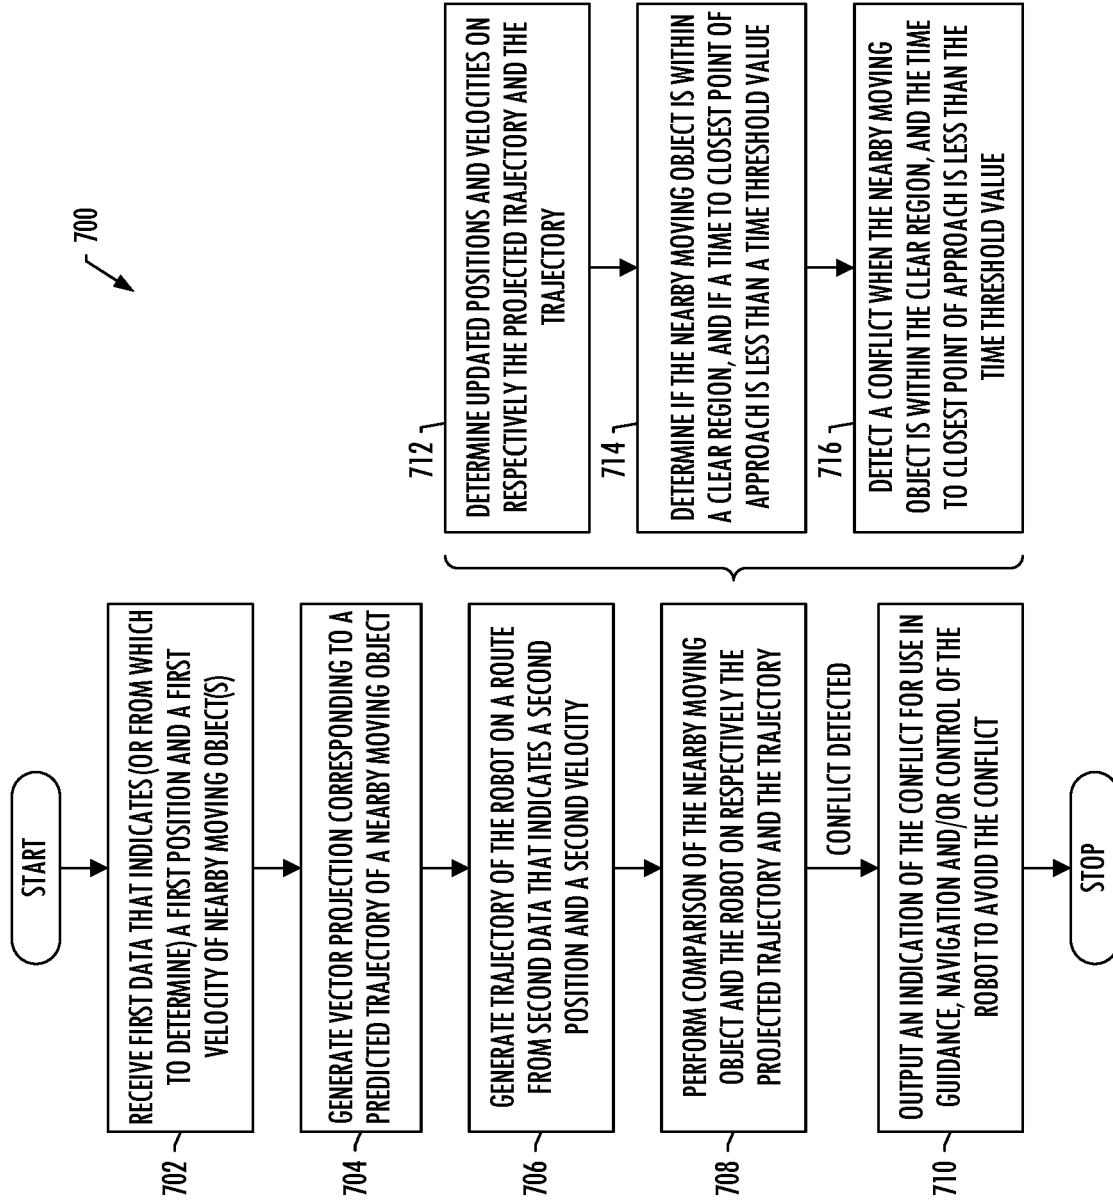 700
START
702
RECEIVE FIRST DATA THAT INDICATES (OR FROM WHICH
TO DETERMINE) A FIRST POSITION AND A FIRST
VELOCITY OF NEARBY MOVING OBJECT(S)
704
GENERATE VECTOR PROJECTION CORRESPONDING TO A
PREDICTED TRAJECTORY OF A NEARBY MOVING OBJECT
706
GENERATE TRAJECTORY OF THE ROBOT ON A ROUTE
FROM SECOND DATA THAT INDICATES A SECOND
POSITION AND A SECOND VELOCITY
708
PERFORM COMPARISON OF THE NEARBY MOVING
OBJECT AND THE ROBOT ON RESPECTIVELY THE
PROJECTED TRAJECTORY AND THE TRAJECTORY
CONFLICT DETECTED
710
OUTPUT AN INDICATION OF THE CONFLICT FOR USE IN
GUIDANCE, NAVIGATION AND/OR CONTROL OF THE
ROBOT TO AVOID THE CONFLICT
STOP
712
DETERMINE UPDATED POSITIONS AND VELOCITIES ON
RESPECTIVELY THE PROJECTED TRAJECTORY AND THE
TRAJECTORY
714
DETERMINE IF THE NEARBY MOVING OBJECT IS WITHIN
A CLEAR REGION, AND IF A TIME TO CLOSEST POINT OF
APPROACH IS LESS THAN A TIME THRESHOLD VALUE
716
DETECT A CONFLICT WHEN THE NEARBY MOVING
OBJECT IS WITHIN THE CLEAR REGION, AND THE TIME
TO CLOSEST POINT OF APPROACH IS LESS THAN THE
TIME THRESHOLD VALUE